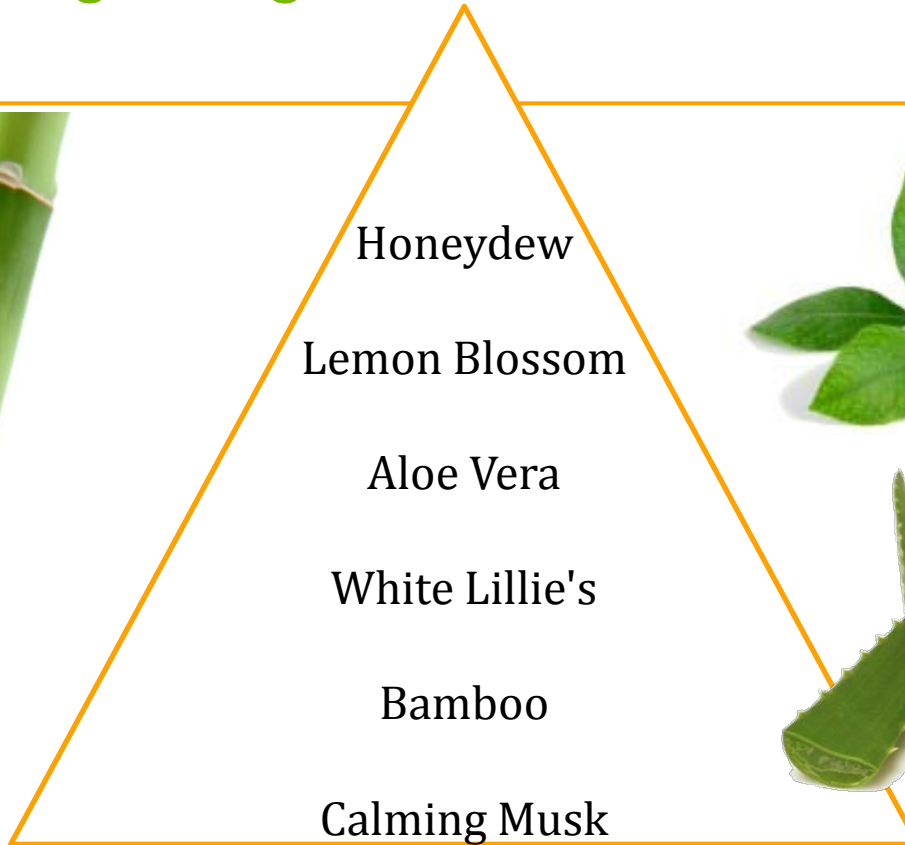 Honeydew
Lemon Blossom
Aloe Vera
White Lillie's
Bamboo
Calming Musk